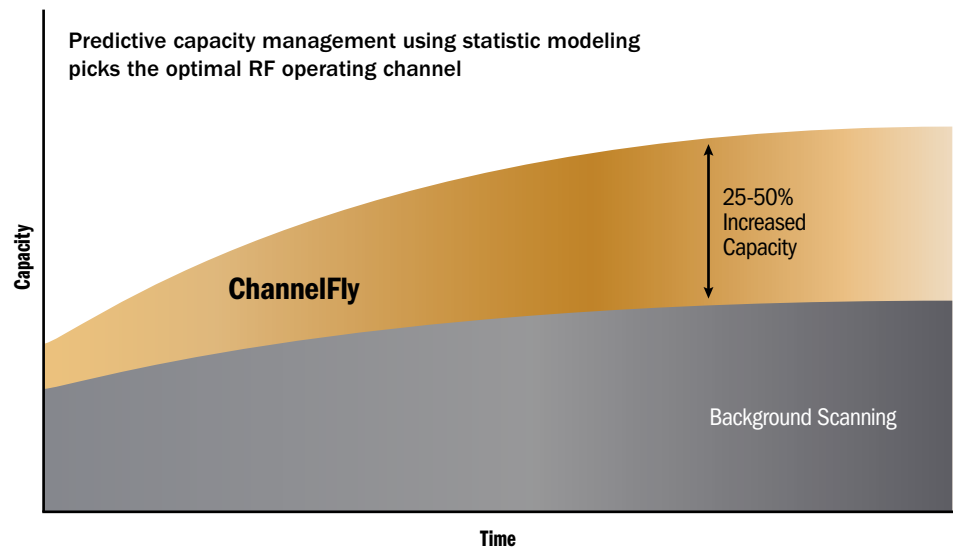 Predictive capacity management using statistic modeling
picks the optimal RF operating channel
25-50%
Increased
Capacity
Capacity
ChannelFly
Background Scanning
Time